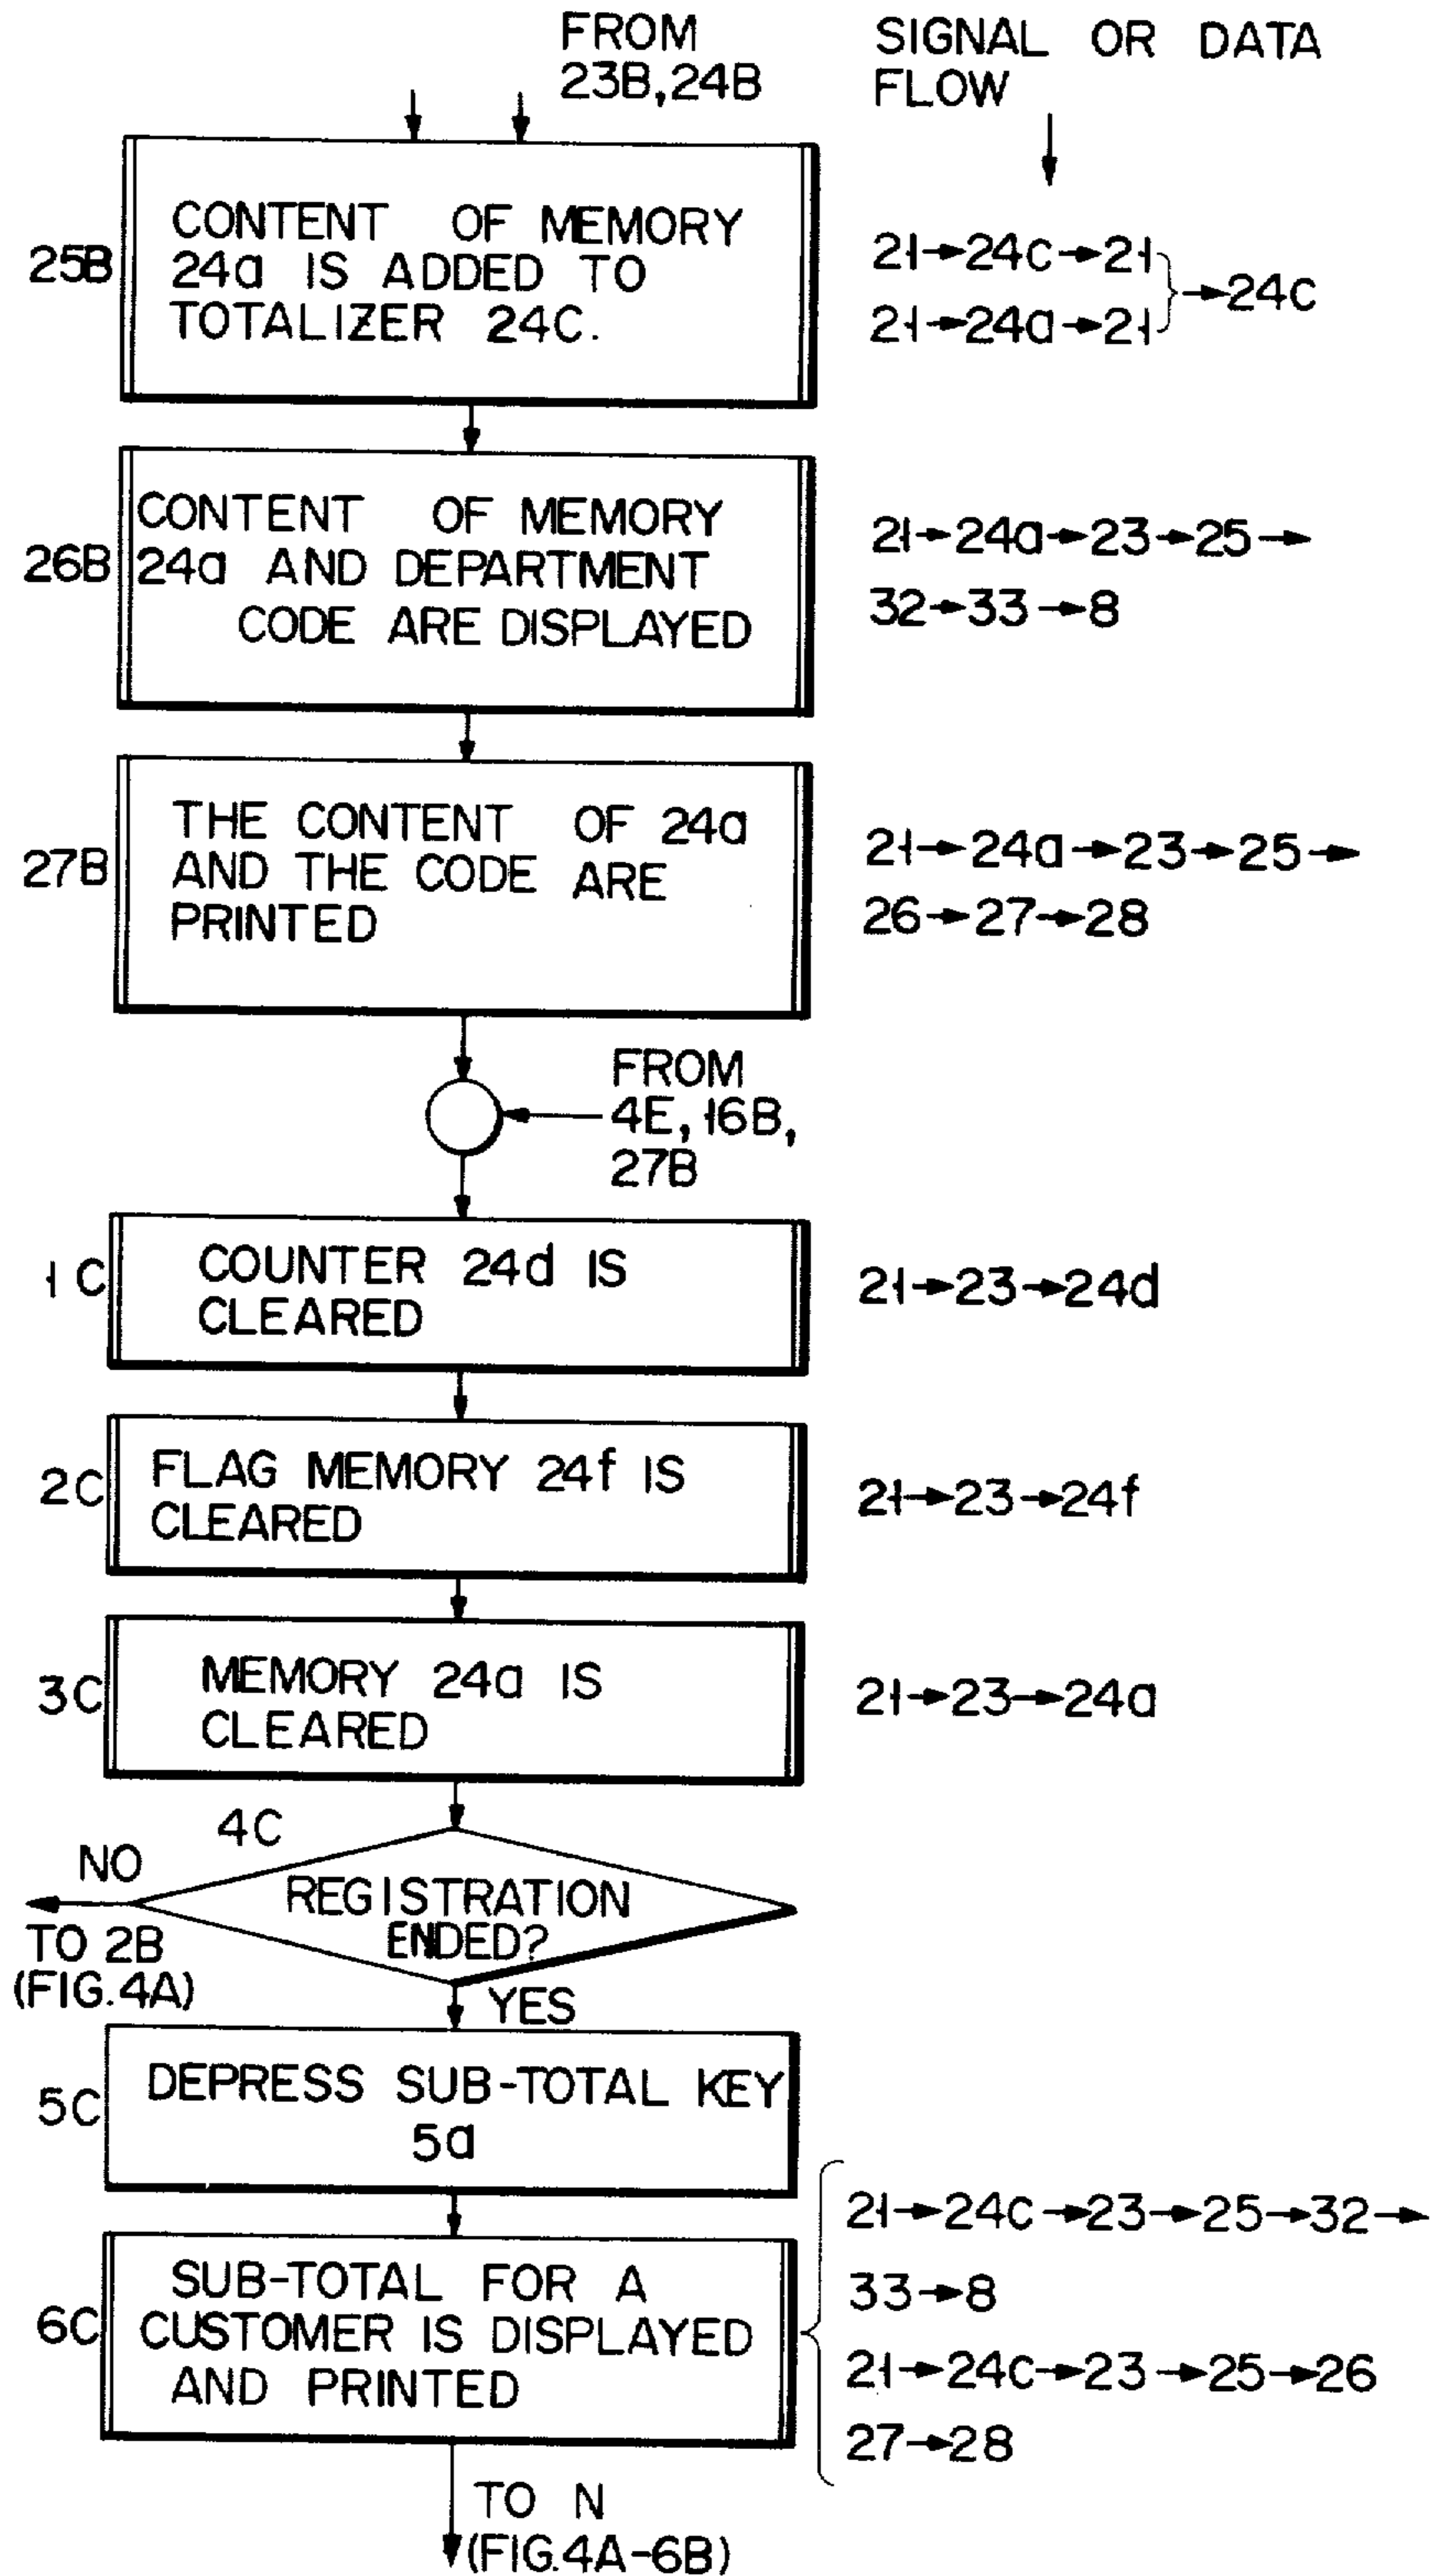 FROM
23B, 24B
SIGNAL OR DATA
FLOW
25B
CONTENT OF MEMORY
24a IS ADDED TO
TOTALIZER 24C.
21→24c→21
21→24a→21
→24c
26B
CONTENT OF MEMORY
24a AND DEPARTMENT
CODE ARE DISPLAYED
21→24a→23→25→
32→33→8
27B
THE CONTENT OF 24a
AND THE CODE ARE
PRINTED
21→24a→23→25→
26→27→28
FROM
4E, 16B,
27B
1C
COUNTER 24d IS
CLEARED
21→23→24d
2C
FLAG MEMORY 24f IS
CLEARED
21→23→24f
3C
MEMORY 24a IS
CLEARED
21→23→24a
4C
REGISTRATION
ENDED?
NO
TO 2B
(FIG.4A)
YES
5C
DEPRESS SUB-TOTAL KEY
5a
6C
SUB-TOTAL FOR A
CUSTOMER IS DISPLAYED
AND PRINTED
21→24c→23→25→32→
33→8
21→24c→23→25→26
27→28
TO N
(FIG.4A-6B)